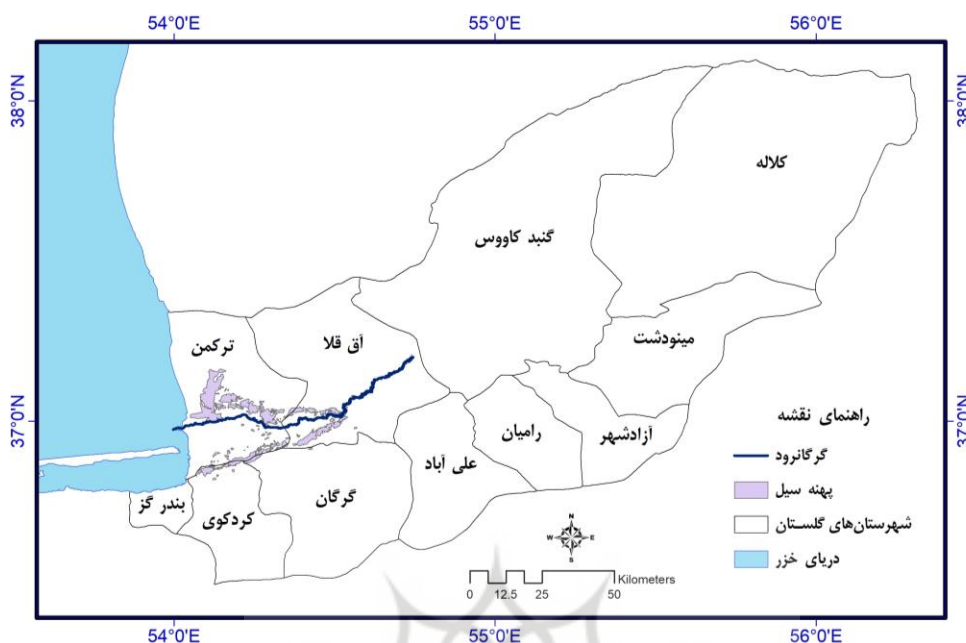 54°0'E 55°0'E 56°0'E
38°0'N 38°0'N
کلاله
گنبد کاووس
مینودشت
آق قلا
ترکمن
37°0'N 37°0'N
راهنمای نقشه
آزادشهر
رامیان
علی آباد
گرگان
کردکوی
بندر گز
گرگانرود
پهنه سیل
شهرستان‌های گلستان
دریای خزر
N
W E
S
Kilometers
0 12.5 25 50
54°0'E 55°0'E 56°0'E